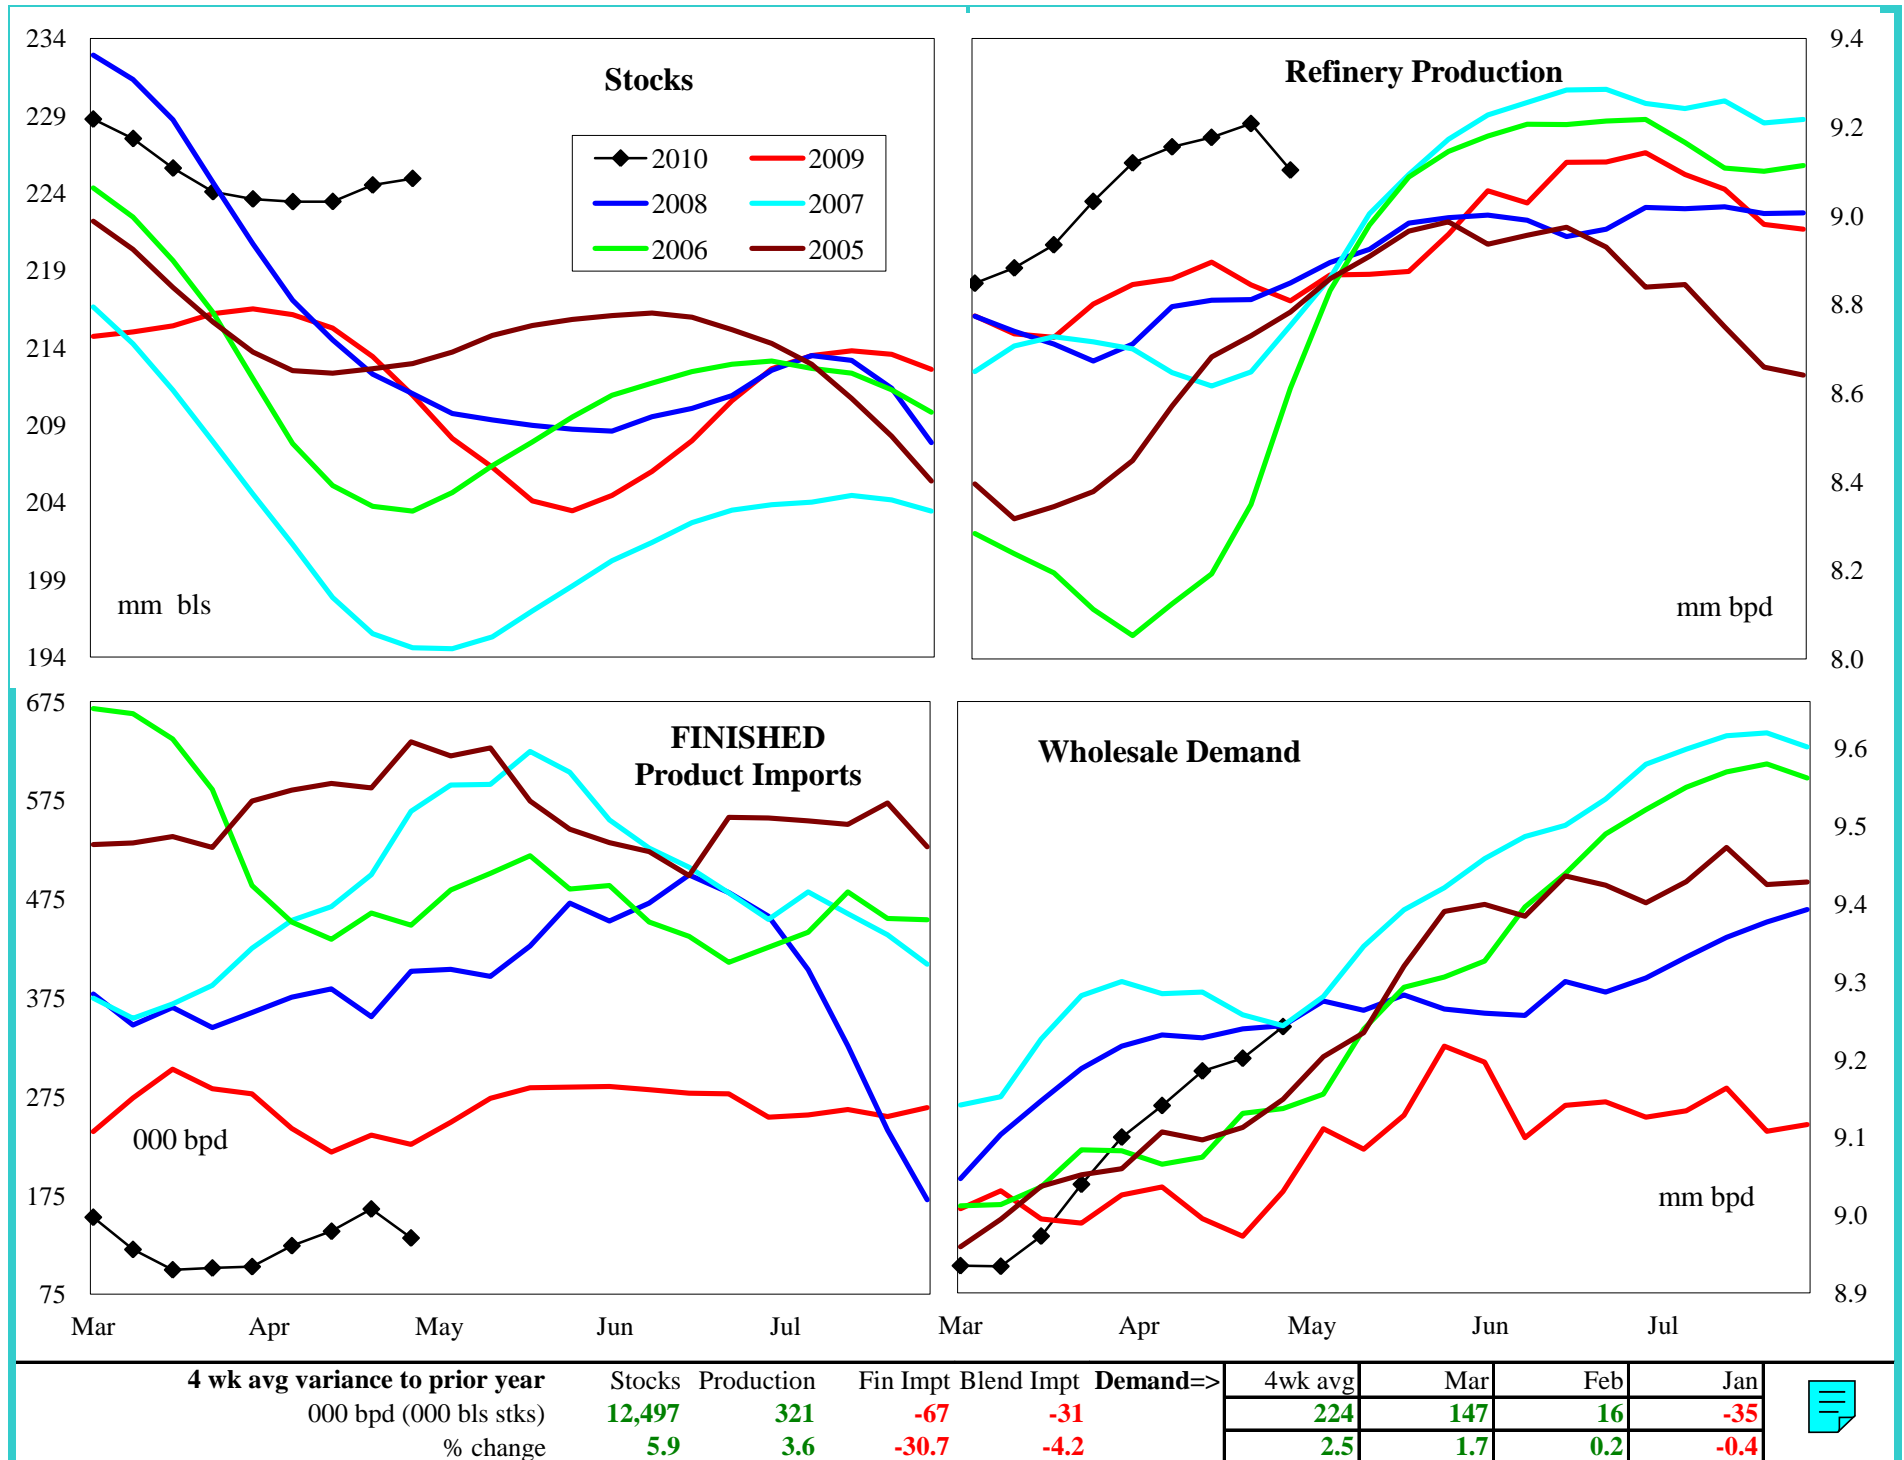 234
229
224
219
214
209
204
199
194
Stocks
2010 2009
2008 2007
2006 2005
mm bls
Refinery Production
mm bpd
9.4
9.2
9.0
8.8
8.6
8.4
8.2
8.0
675
575
475
375
275
175
75
FINISHED
Product Imports
000 bpd
Mar Apr May Jun Jul
Wholesale Demand
mm bpd
9.6
9.5
9.4
9.3
9.2
9.1
9.0
8.9
Mar Apr May Jun Jul
4 wk avg variance to prior year Stocks Production Fin Impt Blend Impt Demand=> 4wk avg Mar Feb Jan
000 bpd (000 bls stks) 12,497 321 -67 -31 224 147 16 -35
% change 5.9 3.6 -30.7 -4.2 2.5 1.7 0.2 -0.4